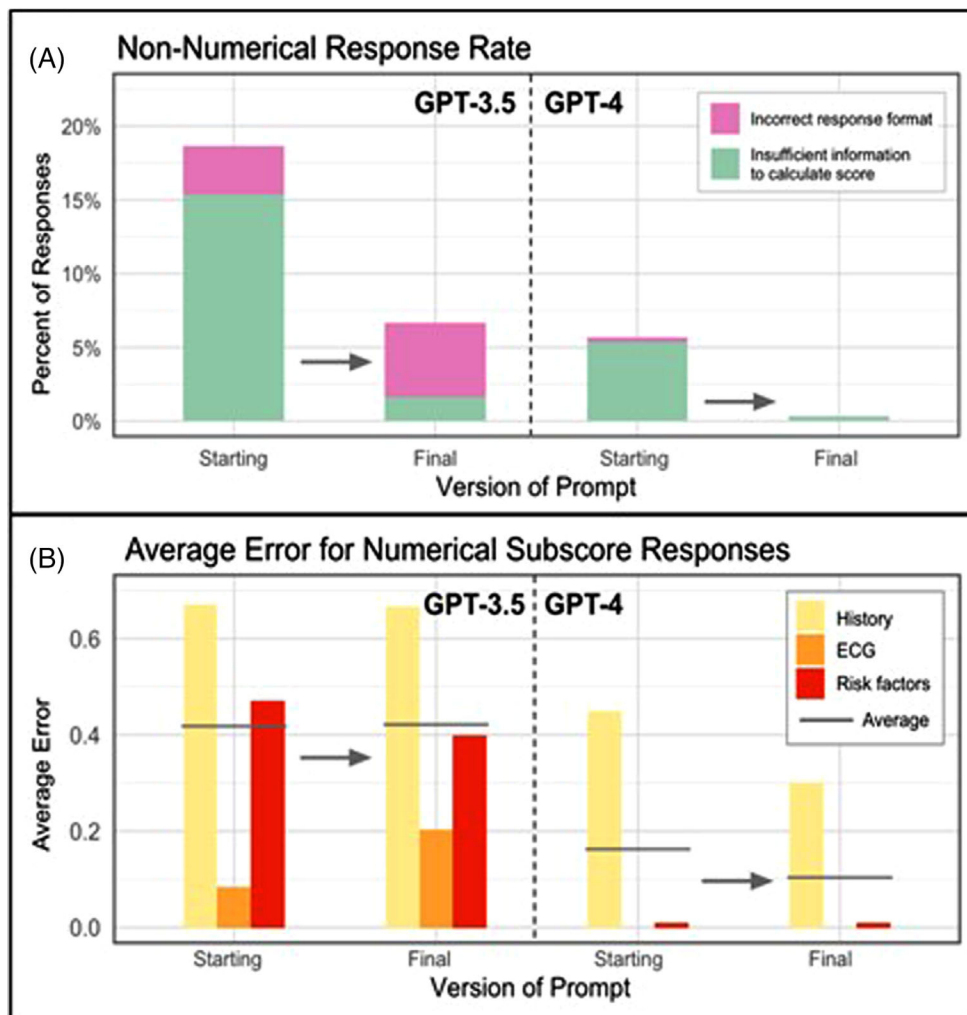 (A)
Non-Numerical Response Rate
GPT-3.5
GPT-4
Incorrect response format
Insufficient information
to calculate score
Percent of Responses
20%
15%
10%
5%
0%
Starting
Final
Starting
Final
Version of Prompt
(B)
Average Error for Numerical Subscore Responses
GPT-3.5
GPT-4
History
ECG
Risk factors
Average
Average Error
0.6
0.4
0.2
0.0
Starting
Final
Starting
Final
Version of Prompt